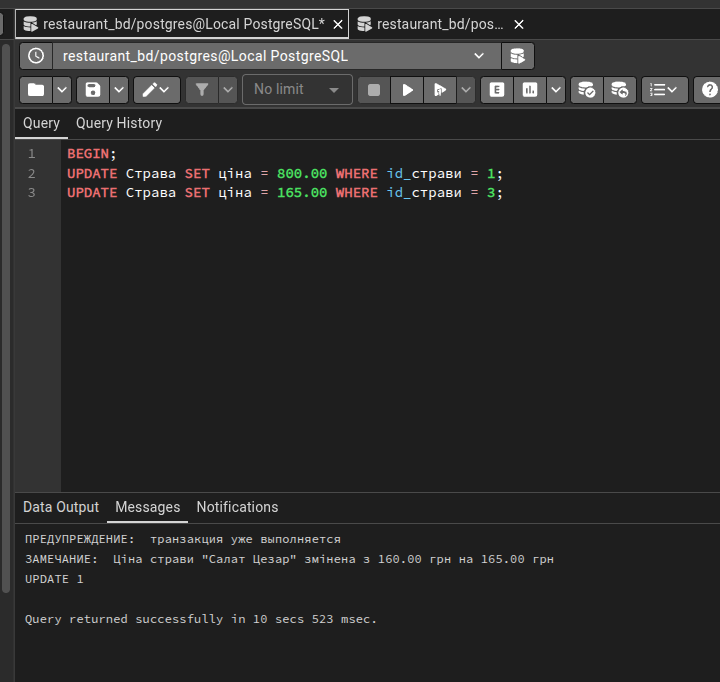 restaurant_bd/postgres@Local PostgreSQL*
restaurant_bd/pos...
restaurant_bd/postgres@Local PostgreSQL
No limit
E
Query
Query History
1 BEGIN;
2 UPDATE Страва SET ціна = 800.00 WHERE id_страви = 1;
3 UPDATE Страва SET ціна = 165.00 WHERE id_страви = 3;
Data Output
Messages
Notifications
ПРЕДУПРЕЖДЕНИЕ:  транзакция уже выполняется
ЗАМЕЧАНИЕ:  Ціна страви "Салат Цезар" змінена з 160.00 грн на 165.00 грн
UPDATE 1
Query returned successfully in 10 secs 523 msec.